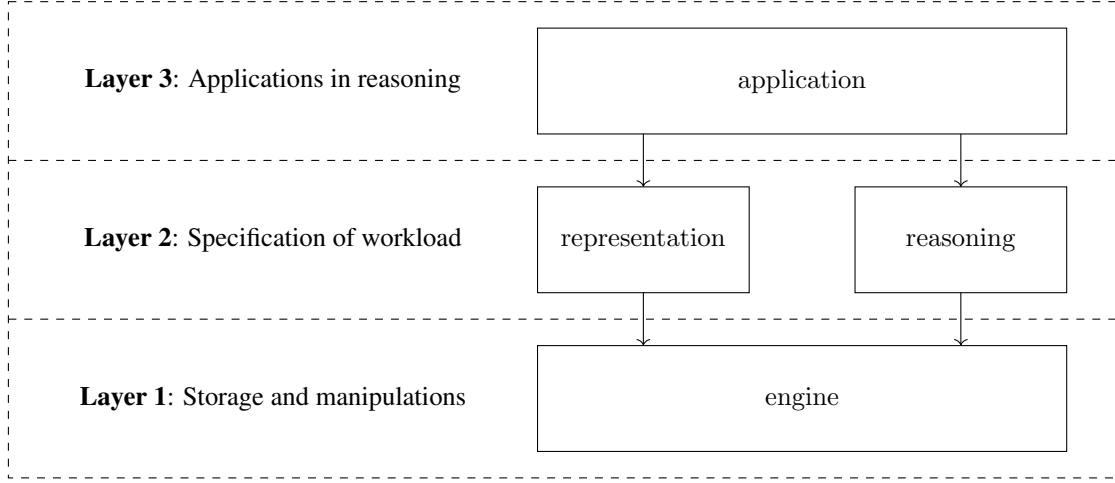 Layer 3: Applications in reasoning
application
Layer 2: Specification of workload
representation
reasoning
Layer 1: Storage and manipulations
engine